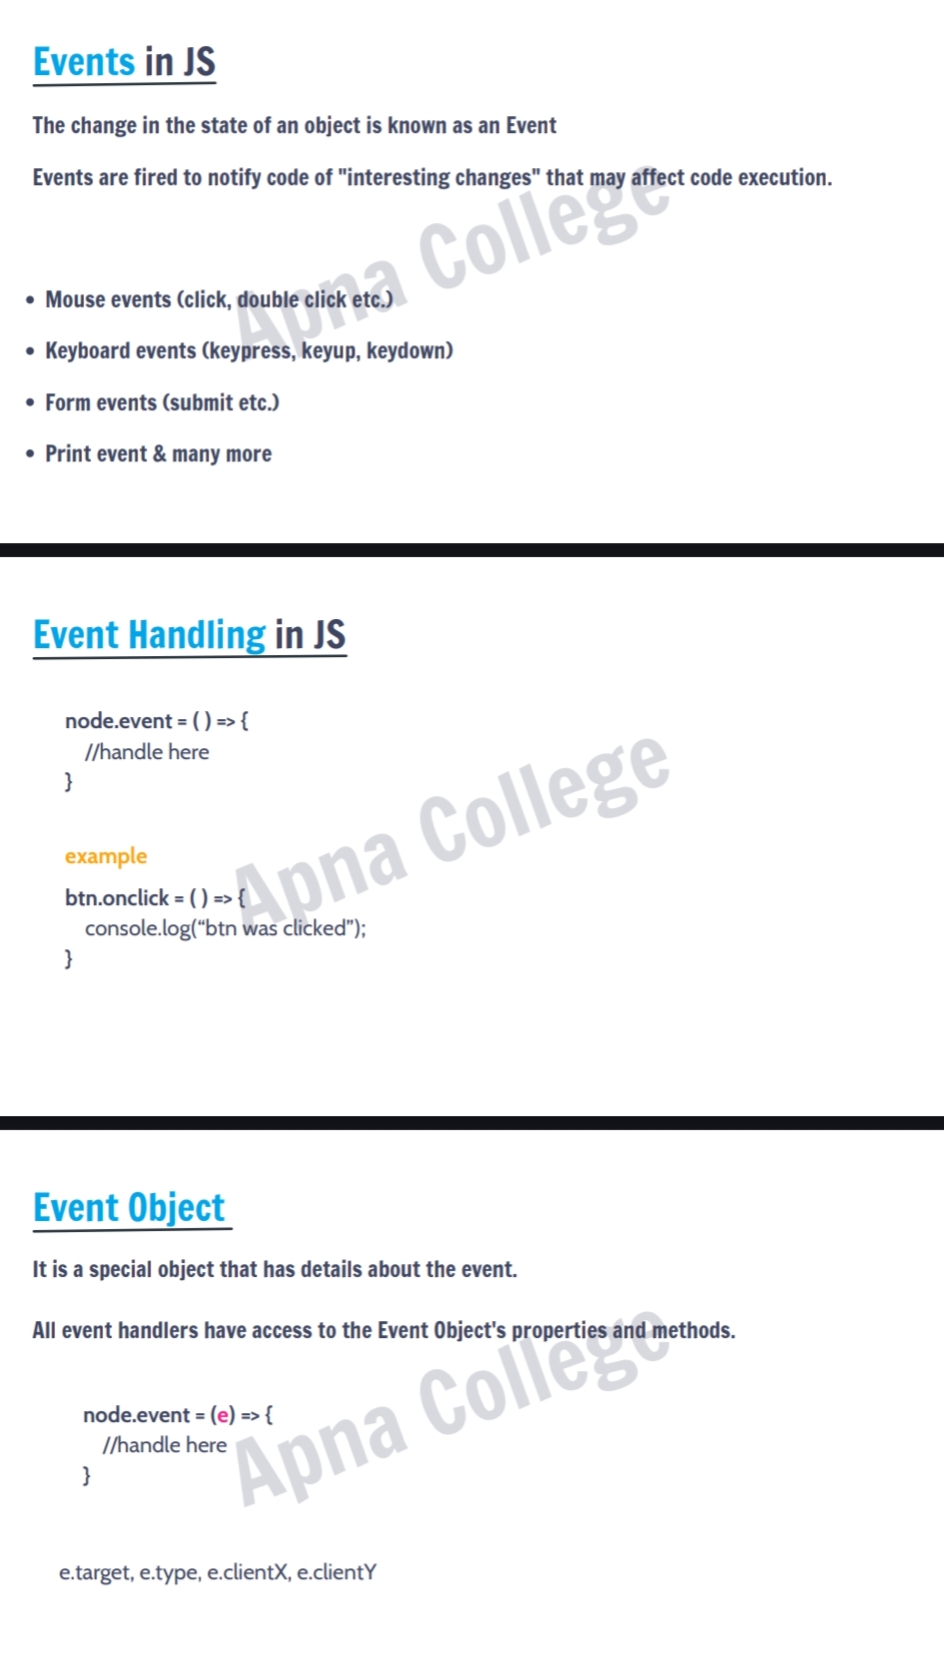 Events in JS
The change in the state of an object is known as an Event
Events are fired to notify code of "interesting changes" that may affect code execution.
Apna College
• Mouse events (click, double click etc.)
• Keyboard events (keypress, keyup, keydown)
• Form events (submit etc.)
• Print event & many more
Event Handling in JS
node.event = ( ) => {
//handle here
}
Apna College
example
btn.onclick = ( ) => {
console.log(“btn was clicked”);
}
Event Object
It is a special object that has details about the event.
All event handlers have access to the Event Object's properties and methods.
Apna College
node.event = (e) => {
//handle here
}
e.target, e.type, e.clientX, e.clientY